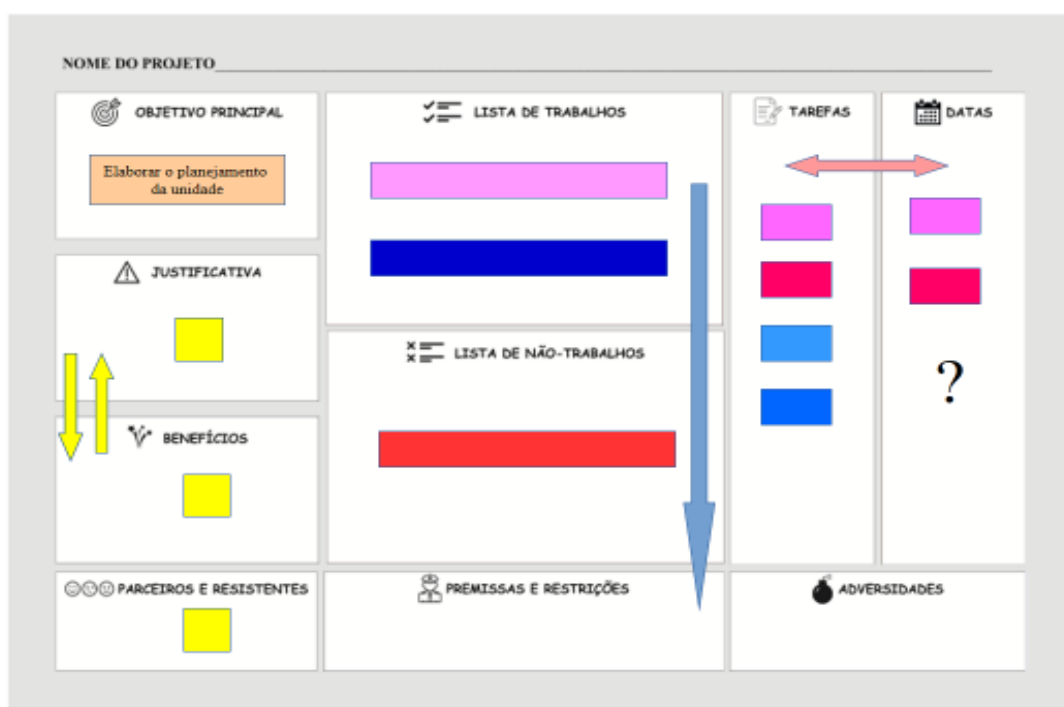 NOME DO PROJETO
OBJETIVO PRINCIPAL
Elaborar o planejamento
da unidade
JUSTIFICATIVA
BENEFÍCIOS
PARCEIROS E RESISTENTES
LISTA DE TRABALHOS
LISTA DE NÃO-TRABALHOS
PREMISSAS E RESTRIÇÕES
TAREFAS
DATAS
?
ADVERSIDADES